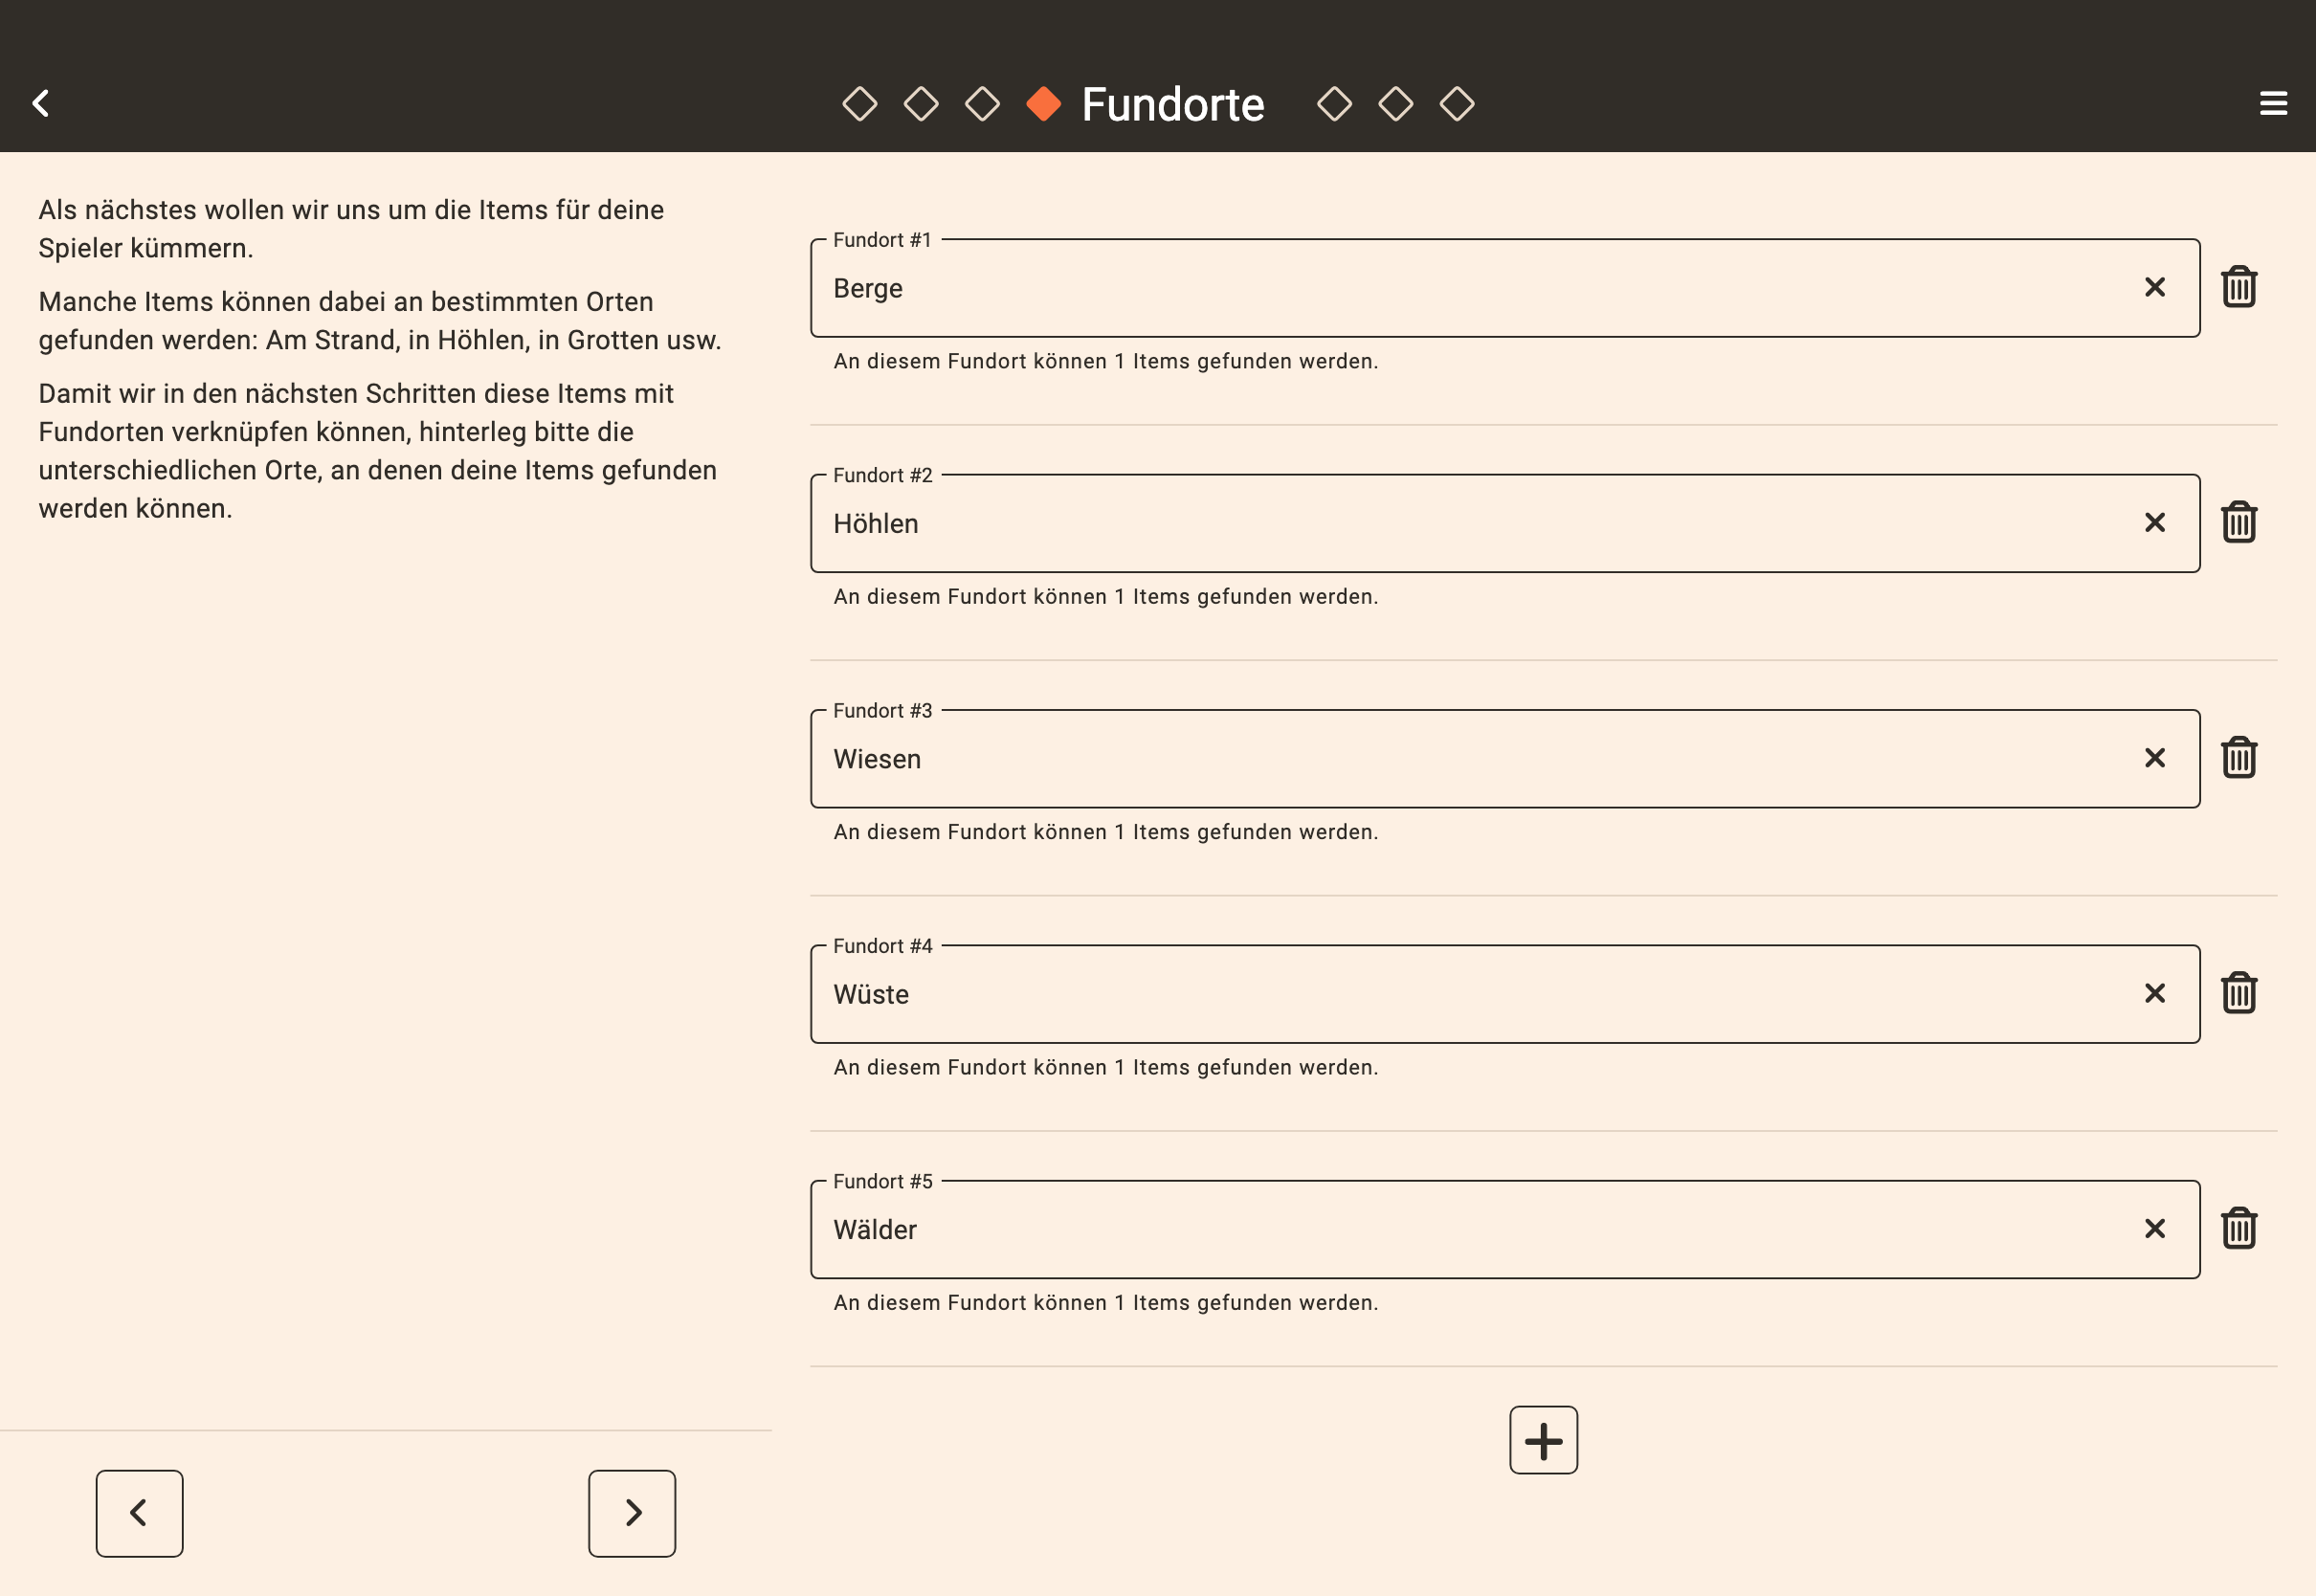 Fundorte
Als nächstes wollen wir uns um die Items für deine
Spieler kümmern.
Manche Items können dabei an bestimmten Orten
gefunden werden: Am Strand, in Höhlen, in Grotten usw.
Damit wir in den nächsten Schritten diese Items mit
Fundorten verknüpfen können, hinterleg bitte die
unterschiedlichen Orte, an denen deine Items gefunden
werden können.
Fundort #1
Berge
An diesem Fundort können 1 Items gefunden werden.
Fundort #2
Höhlen
An diesem Fundort können 1 Items gefunden werden.
Fundort #3
Wiesen
An diesem Fundort können 1 Items gefunden werden.
Fundort #4
Wüste
An diesem Fundort können 1 Items gefunden werden.
Fundort #5
Wälder
An diesem Fundort können 1 Items gefunden werden.